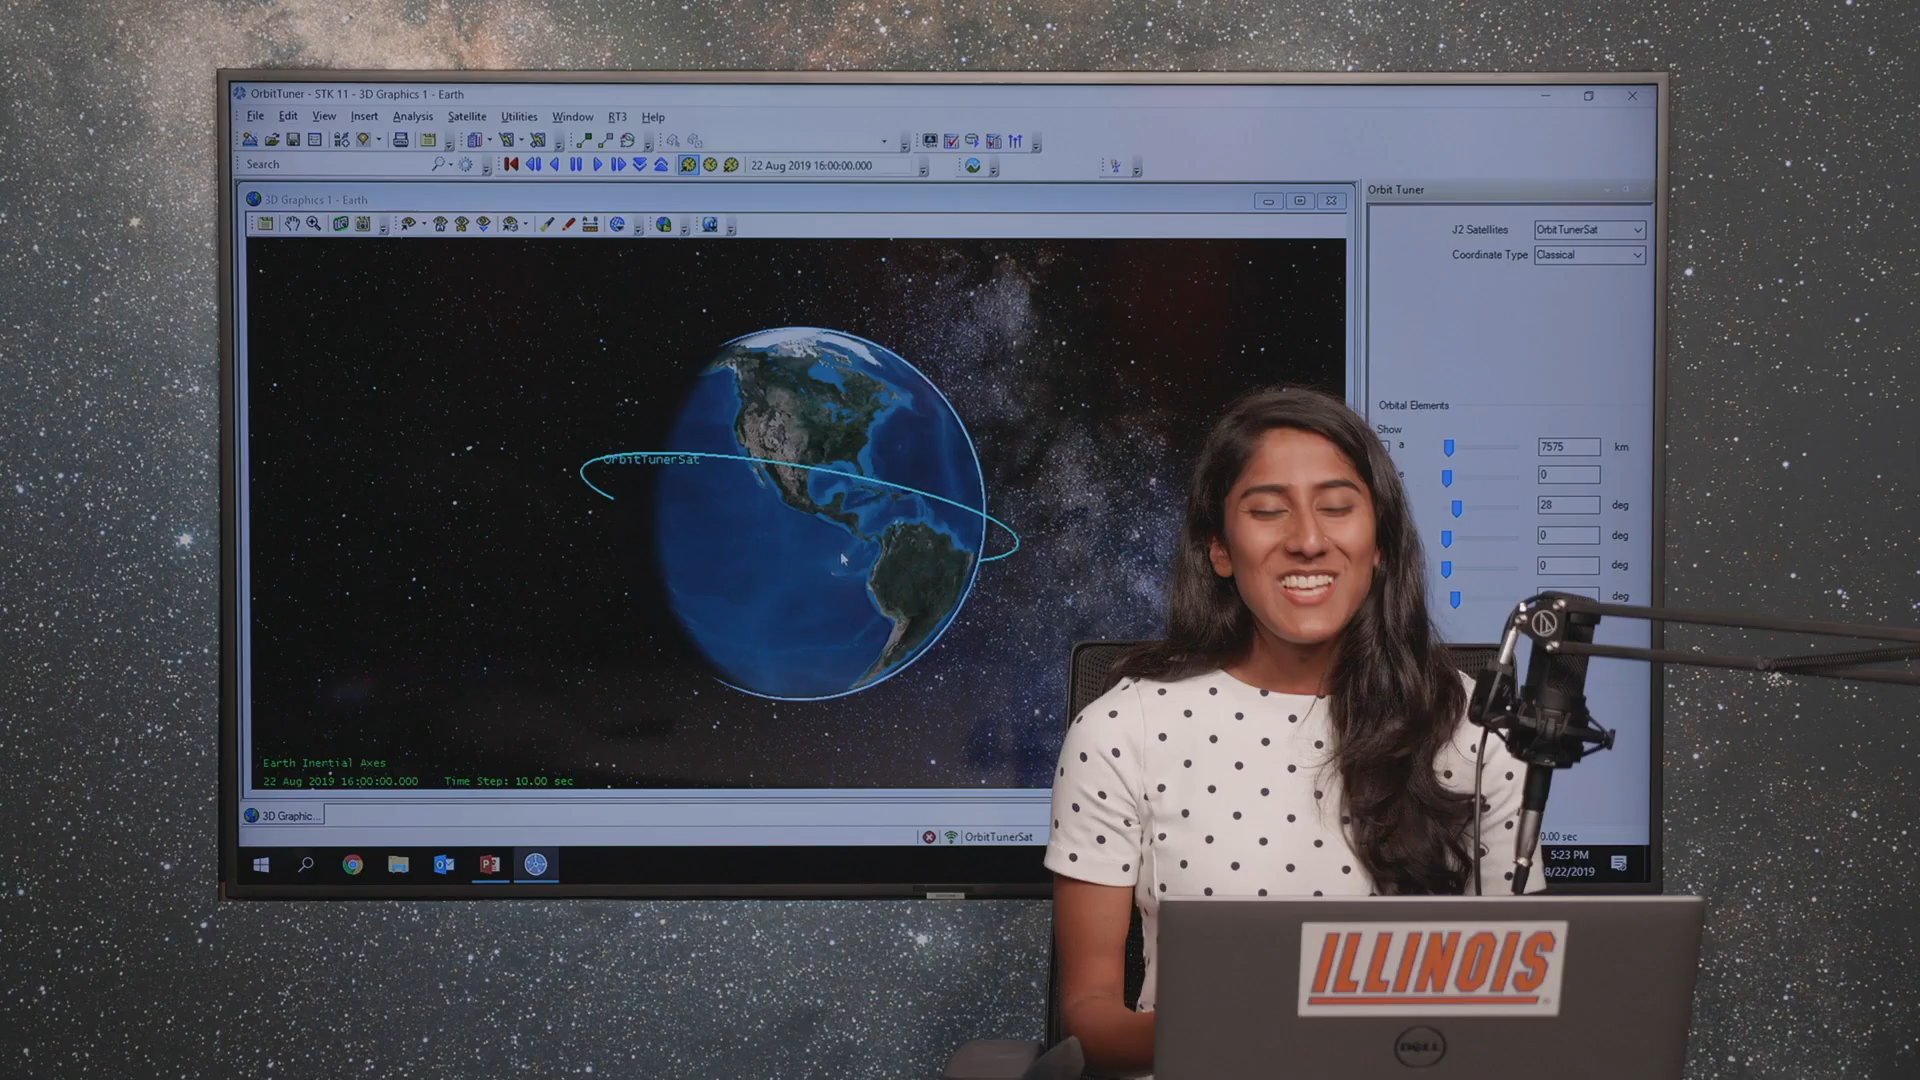 OrbitTuner - STK 11 - 3D Graphics 1 - Earth
File Edit View Insert Analysis Satellite Utilities Window RT3 Help
Search
22 Aug 2019 16:00:00.000
3D Graphics 1 - Earth
Orbit Tuner
J2 Satellites
OrbitTunerSat
Coordinate Type
Classical
OrbitTunerSat
Orbital Elements
Show
a 7575 km
e 0
28 deg
0 deg
0 deg
deg
Earth Inertial Axes
22 Aug 2019 16:00:00.000 Time Step: 10.00 sec
3D Graphic...
OrbitTunerSat
0.00 sec
5:23 PM
8/22/2019
ILLINOIS
DELL